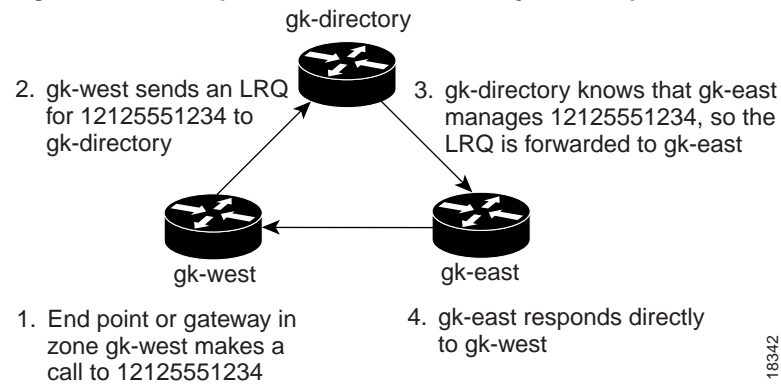 gk-directory
2. gk-west sends an LRQ
for 12125551234 to
gk-directory
3. gk-directory knows that gk-east
manages 12125551234, so the
LRQ is forwarded to gk-east
gk-west
gk-east
1. End point or gateway in
zone gk-west makes a
call to 12125551234
4. gk-east responds directly
to gk-west
18342